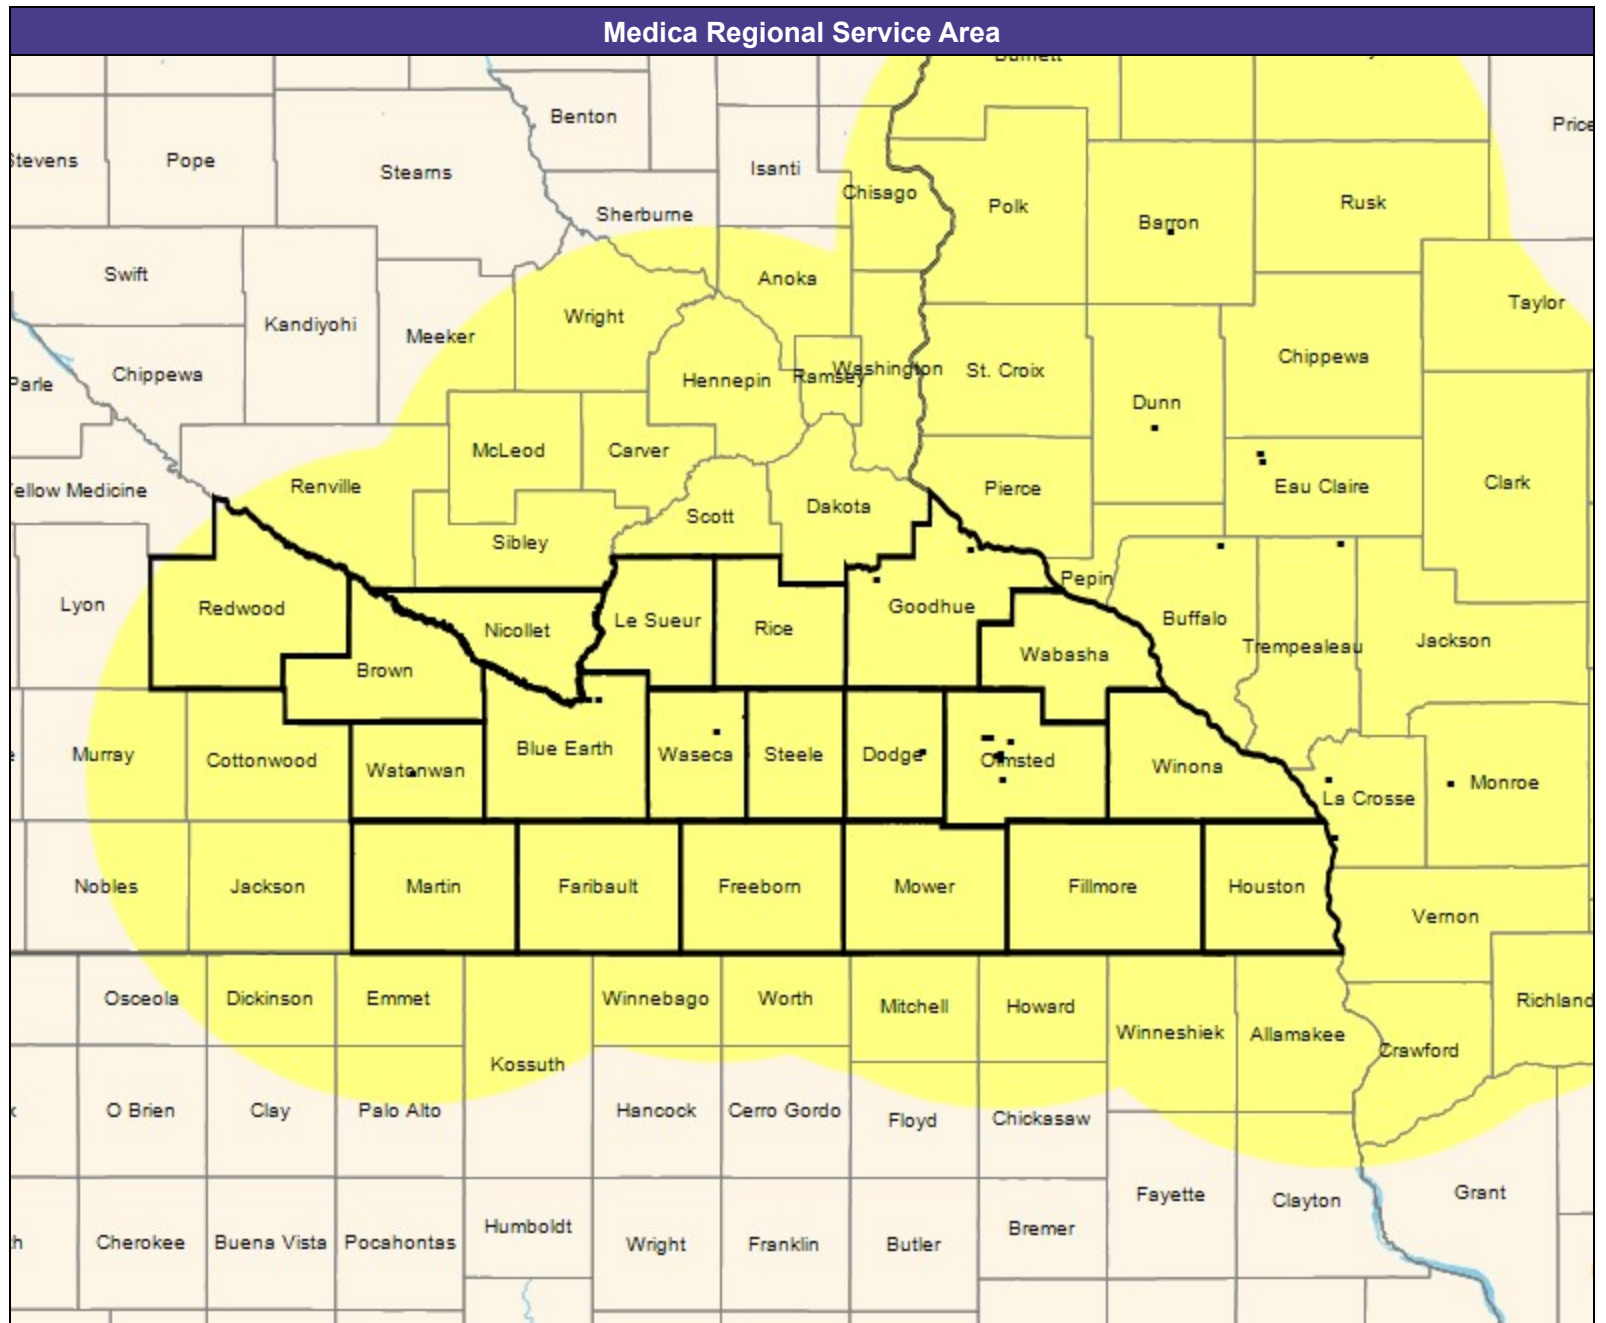 Medica Regional Service Area
Benton
Price
Stevens
Pope
Stearns
Isanti
Chisago
Polk
Barron
Rusk
Sherburne
Swift
Anoka
Taylor
Kandiyohi
Wright
Meeker
Chippewa
Parle
Chippewa
Hennepin
Ramsey
Washington
St. Croix
Dunn
McLeod
Carver
Renville
Yellow Medicine
Scott
Dakota
Pierce
Eau Claire
Clark
Sibley
Pepin
Lyon
Redwood
Nicollet
Le Sueur
Rice
Goodhue
Buffalo
Trempealeau
Jackson
Brown
Wabasha
Murray
Cottonwood
Watonwan
Blue Earth
Waseca
Steele
Dodge
Olmsted
Winona
La Crosse
Monroe
Nobles
Jackson
Martin
Faribault
Freeborn
Mower
Fillmore
Houston
Vernon
Osceola
Dickinson
Emmet
Winnebago
Worth
Mitchell
Howard
Richland
Kossuth
Winneshiek
Allamakee
Crawford
O Brien
Clay
Palo Alto
Hancock
Cerro Gordo
Floyd
Chickasaw
Fayette
Clayton
Grant
Cherokee
Buena Vista
Pocahontas
Humboldt
Wright
Franklin
Butler
Bremer